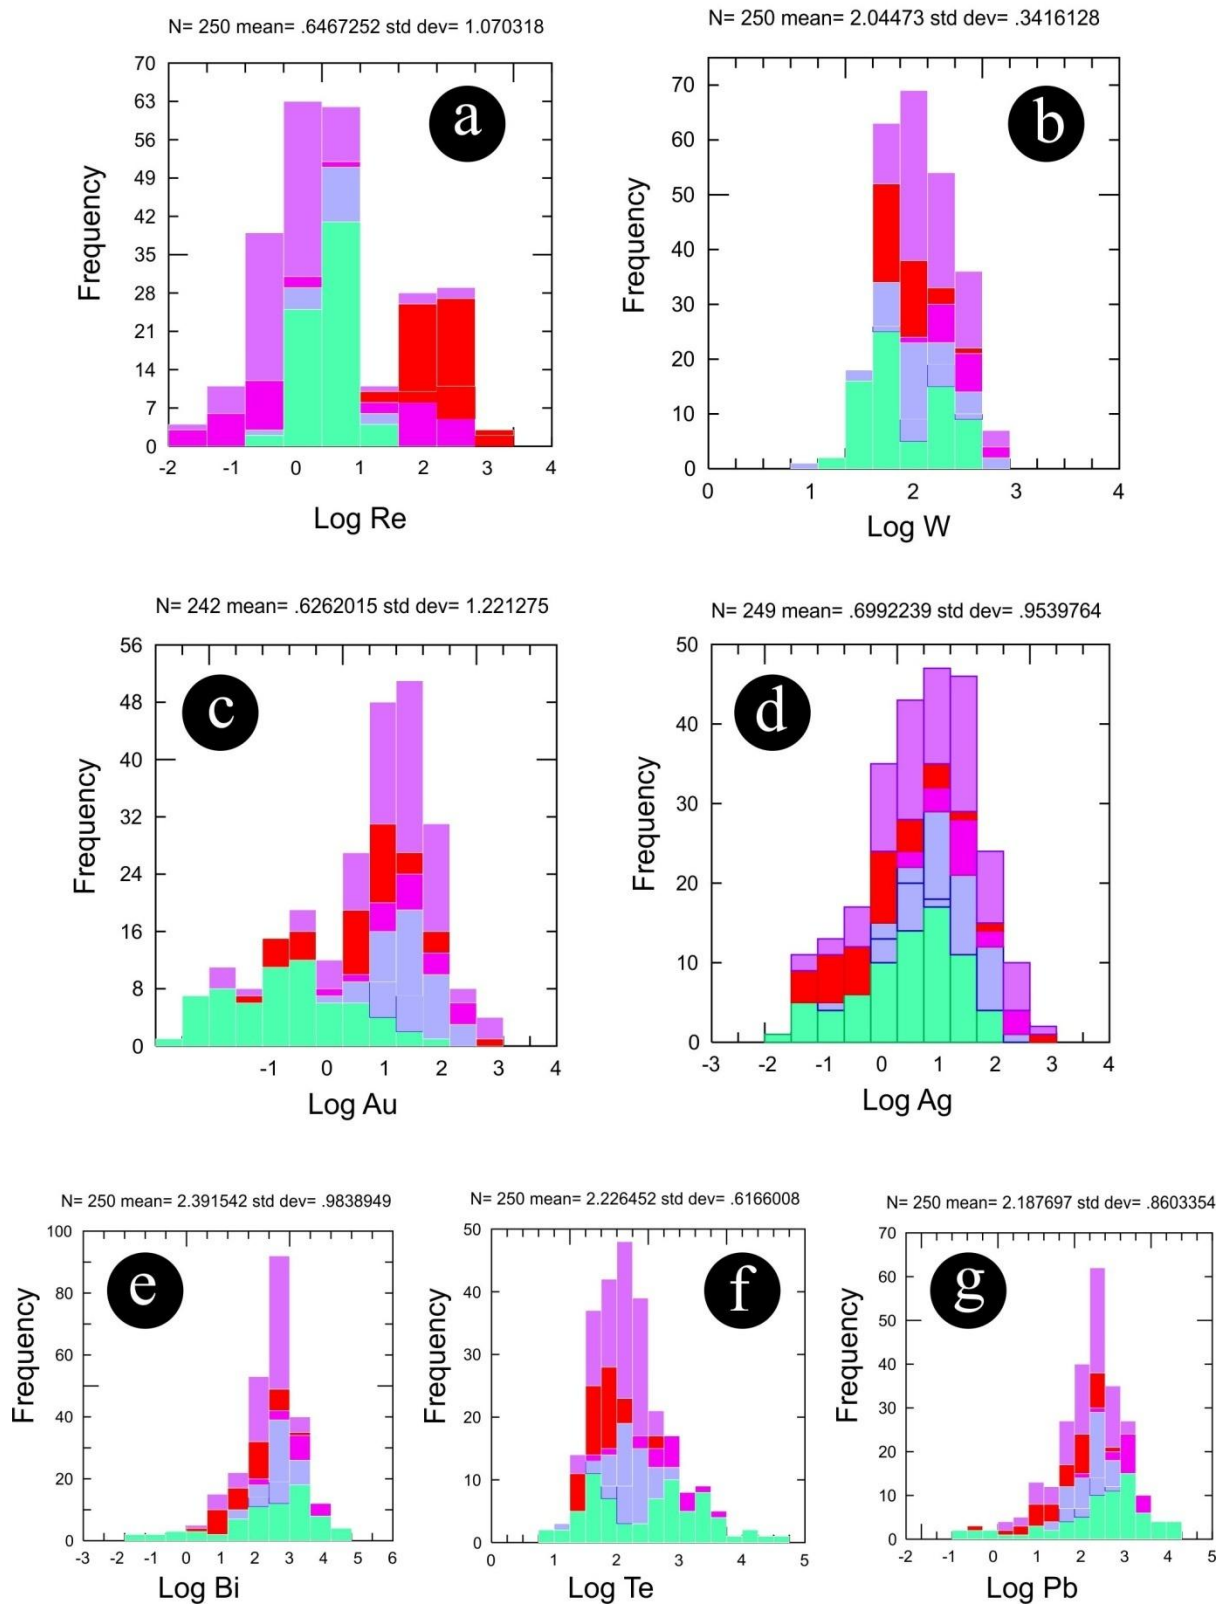 N= 250 mean= .6467252 std dev= 1.070318
70
63
56
49
42
35
28
21
14
7
0
-2 -1 0 1 2 3 4
Frequency
Log Re
a
N= 250 mean= 2.04473 std dev= .3416128
70
60
50
40
30
20
10
0
0 1 2 3 4
Frequency
Log W
b
N= 242 mean= .6262015 std dev= 1.221275
56
48
40
32
24
16
8
0
-1 0 1 2 3 4
Frequency
Log Au
c
N= 249 mean= .6992239 std dev= .9539764
50
40
30
20
10
0
-3 -2 -1 0 1 2 3 4
Frequency
Log Ag
d
N= 250 mean= 2.391542 std dev= .9838949
100
80
60
40
20
0
-3 -2 -1 0 1 2 3 4 5 6
Frequency
Log Bi
e
N= 250 mean= 2.226452 std dev= .6166008
50
40
30
20
10
0
0 1 2 3 4 5
Frequency
Log Te
f
N= 250 mean= 2.187697 std dev= .8603354
70
60
50
40
30
20
10
0
-2 -1 0 1 2 3 4 5
Frequency
Log Pb
g